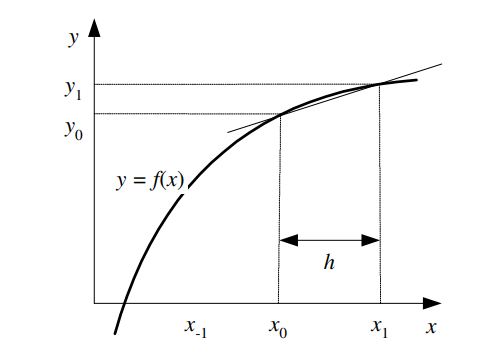 y
y₁
y₀
y = f(x)
h
x₋₁ x₀ x₁ x